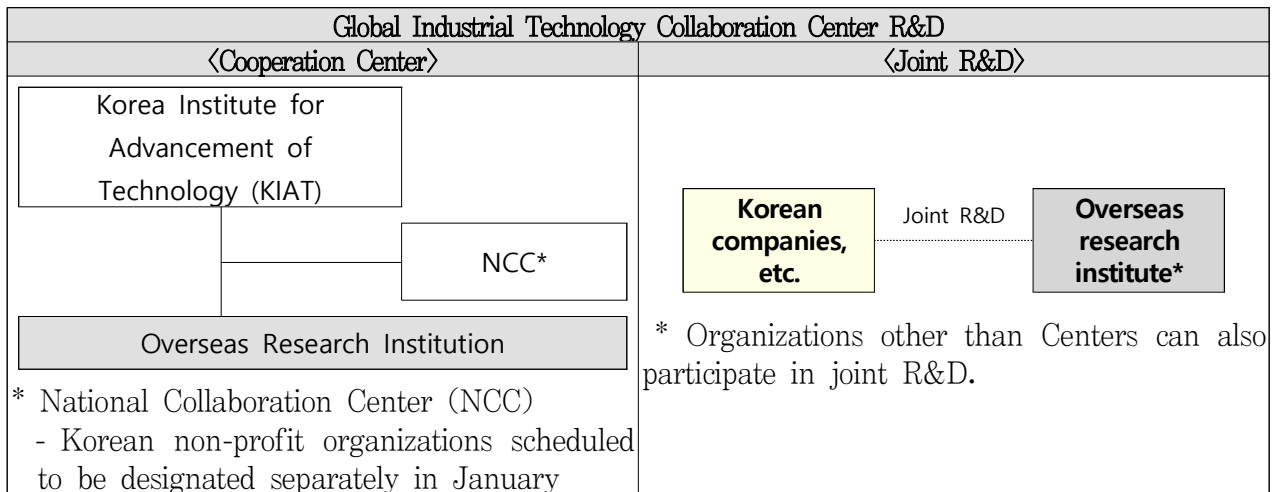 Global Industrial Technology Collaboration Center R&D
〈Cooperation Center〉
〈Joint R&D〉
Korea Institute for
Advancement of
Technology (KIAT)
NCC*
Overseas Research Institution
* National Collaboration Center (NCC)
- Korean non-profit organizations scheduled
to be designated separately in January
Korean
companies,
etc.
Joint R&D
Overseas
research
institute*
* Organizations other than Centers can also
participate in joint R&D.